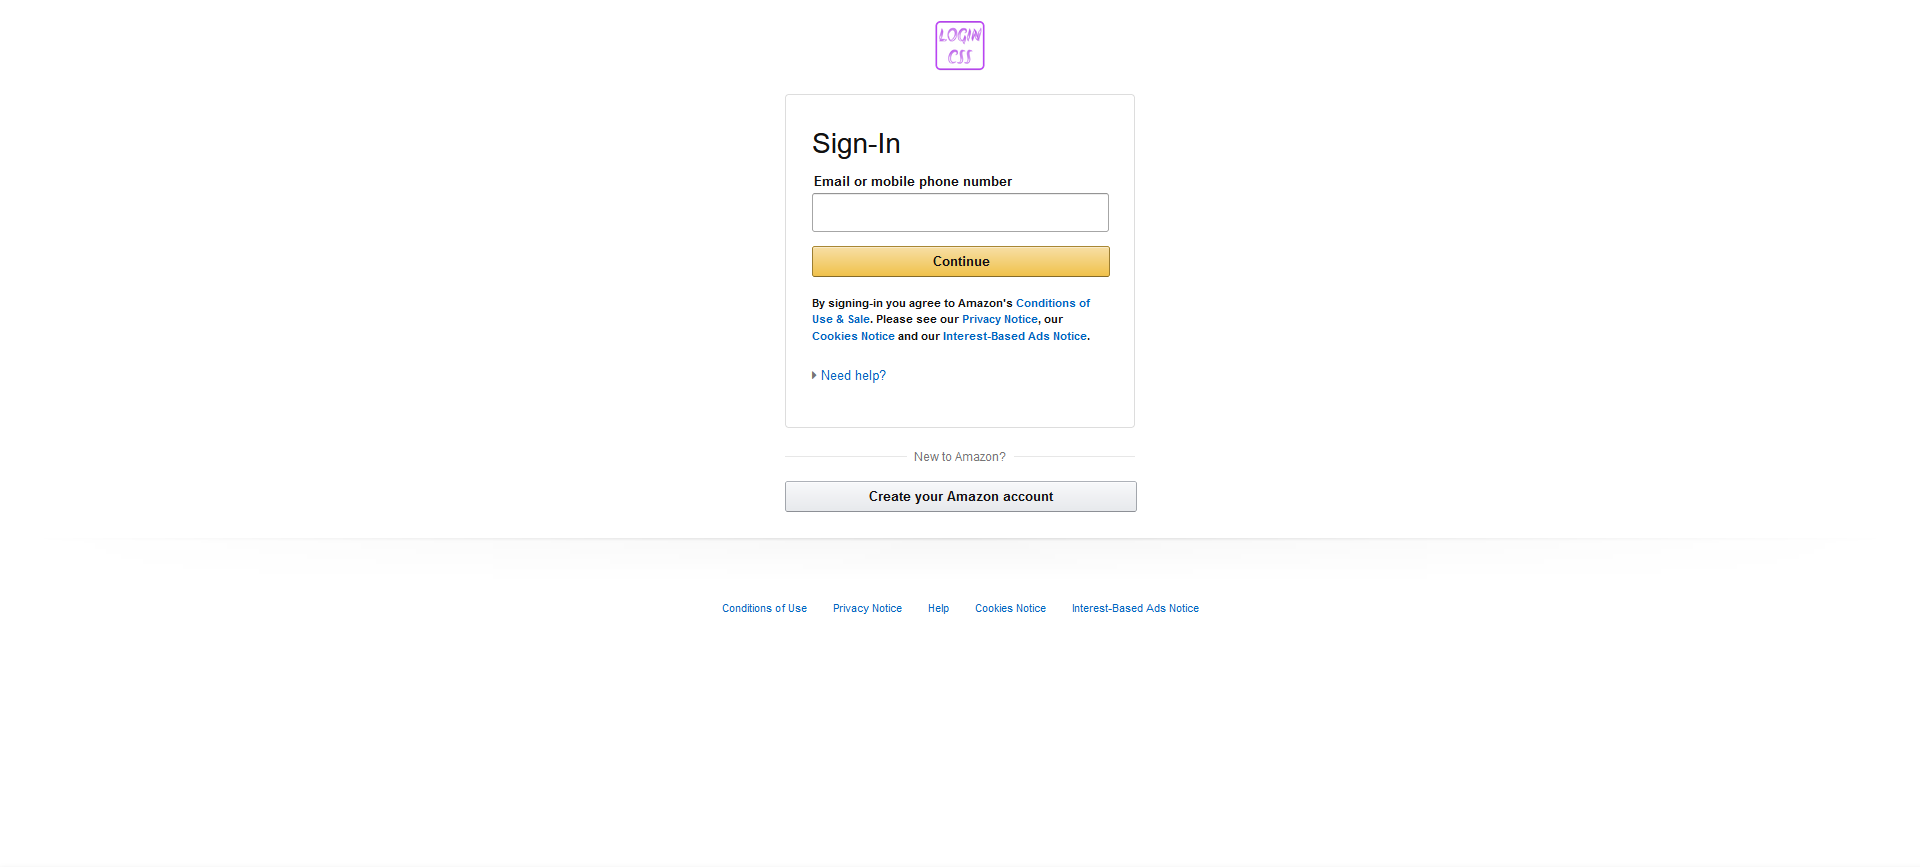 LOGIN
CSS
Sign-In
Email or mobile phone number
Continue
By signing-in you agree to Amazon's Conditions of
Use & Sale. Please see our Privacy Notice, our
Cookies Notice and our Interest-Based Ads Notice.
Need help?
New to Amazon?
Create your Amazon account
Conditions of Use Privacy Notice Help Cookies Notice Interest-Based Ads Notice